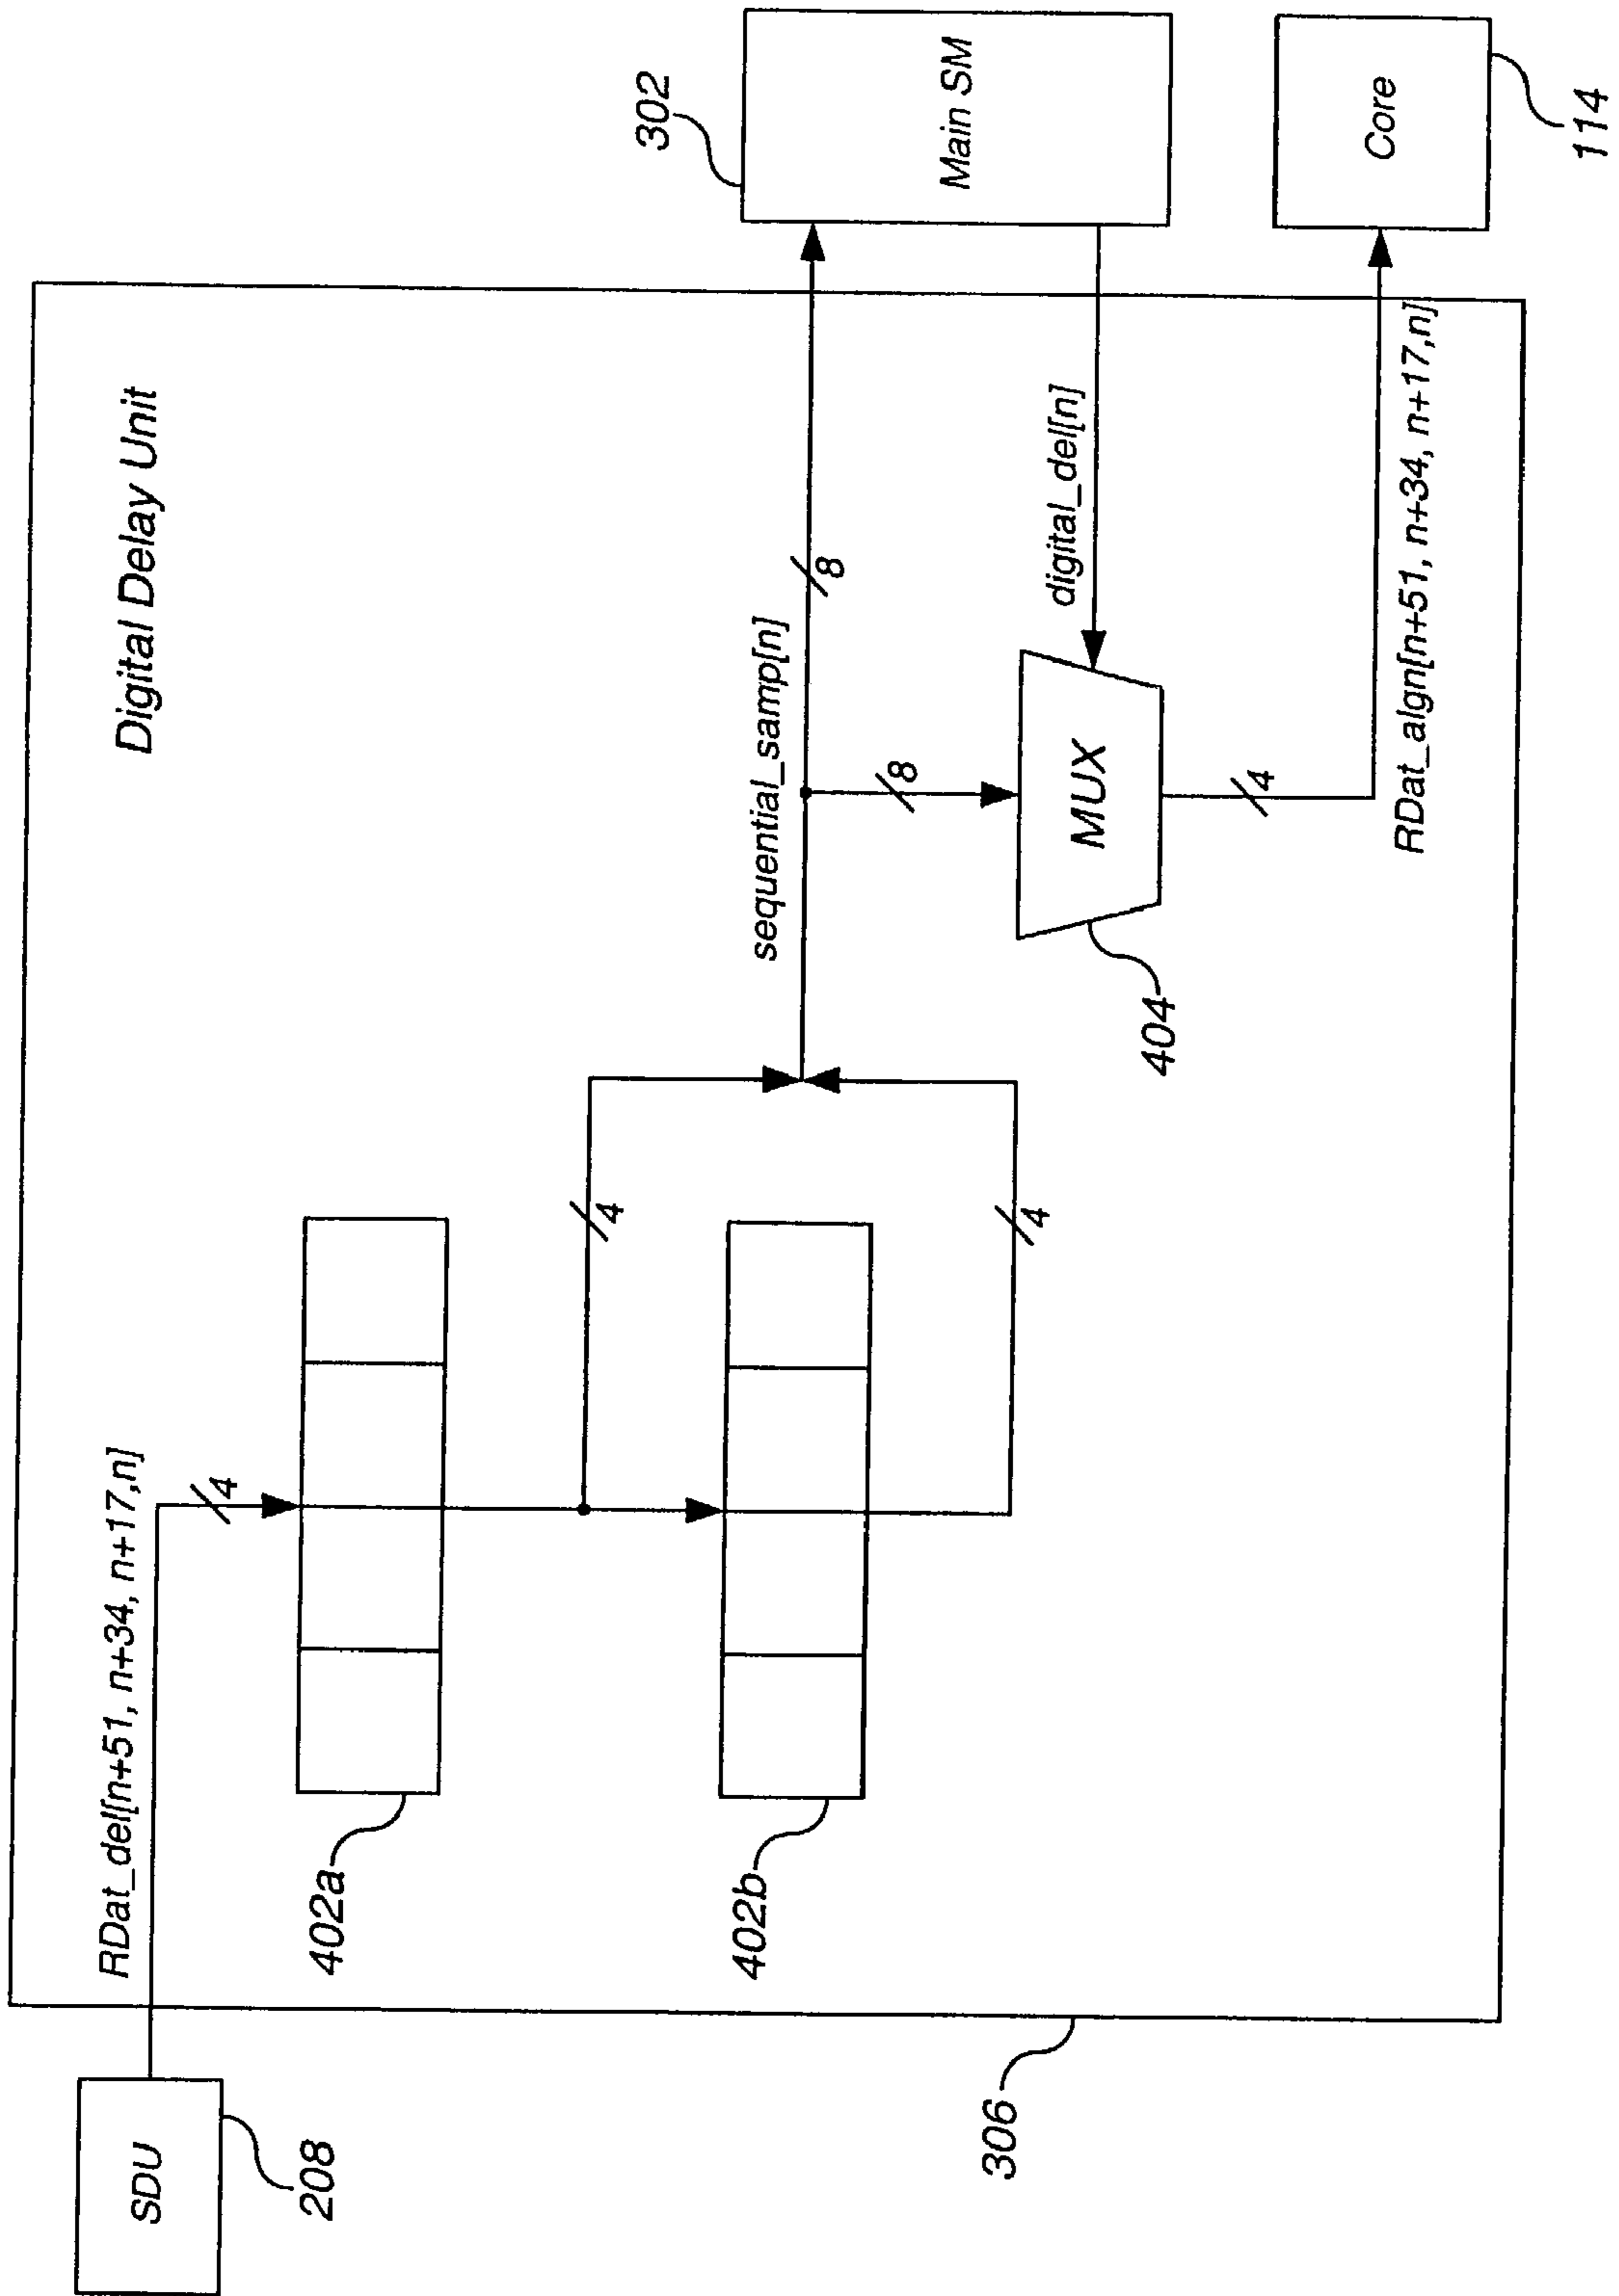 Digital Delay Unit
SDU
208
RDat_del[n+51, n+34, n+17,n]
4
402a
4
402b
4
sequential_samp[n]
8
302
Main SM
8
digital_del[n]
MUX
404
4
RDat_algn[n+51, n+34, n+17,n]
Core
114
306